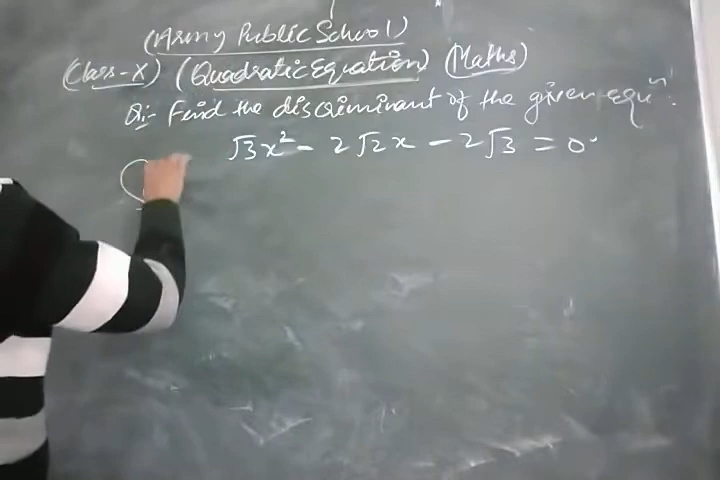 (Army Public School)
(Class-X) (Quadratic Equation) (Maths)
Q:- Find the discriminant of the given equⁿ.
√3x² - 2√2x - 2√3 = 0.